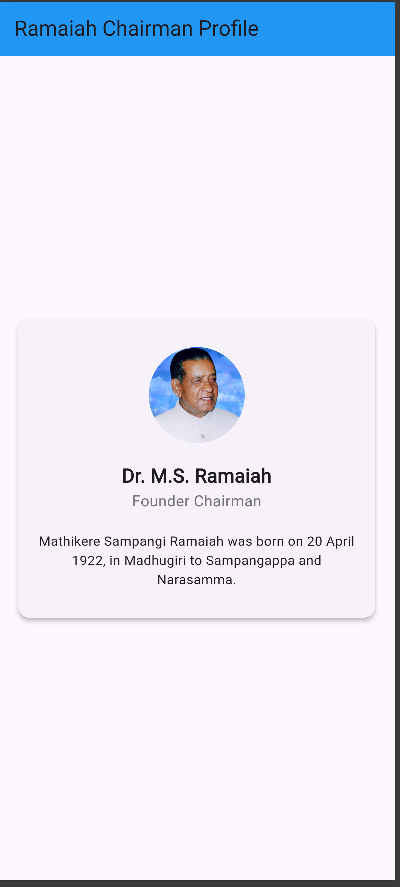 Ramaiah Chairman Profile
Dr. M.S. Ramaiah
Founder Chairman
Mathikere Sampangi Ramaiah was born on 20 April
1922, in Madhugiri to Sampangappa and
Narasamma.